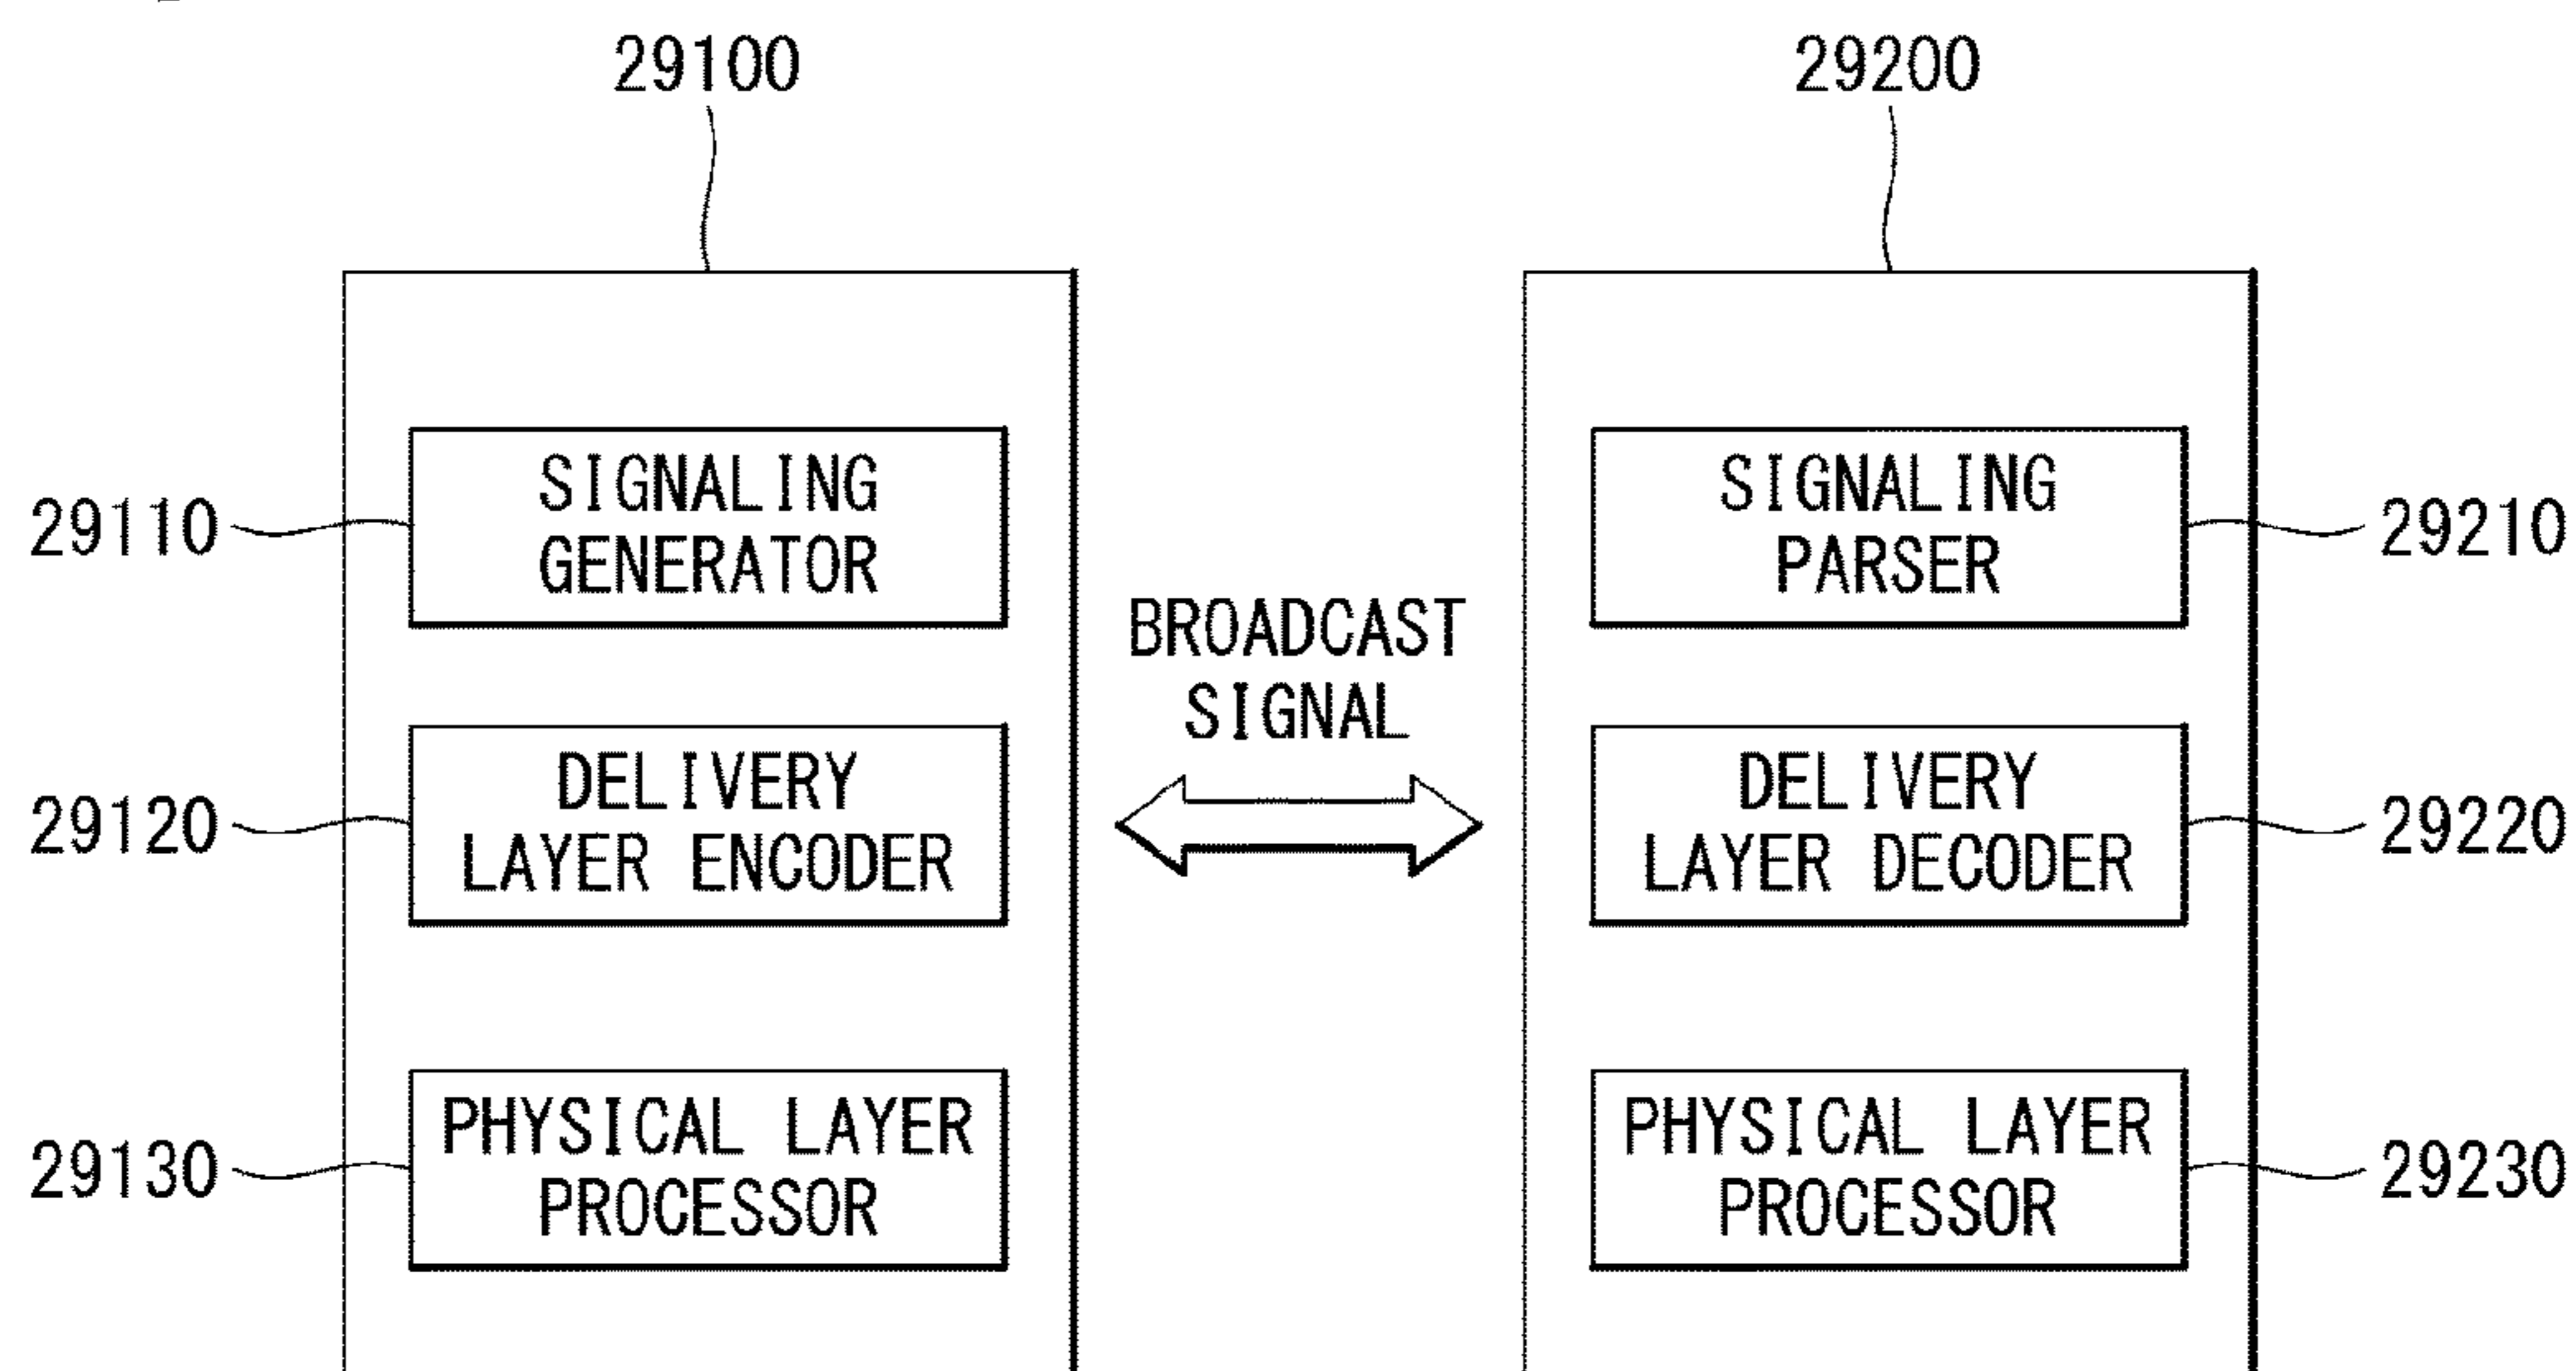 29100
29110
SIGNALING
GENERATOR
29120
DELIVERY
LAYER ENCODER
29130
PHYSICAL LAYER
PROCESSOR
BROADCAST
SIGNAL
29200
SIGNALING
PARSER
29210
DELIVERY
LAYER DECODER
29220
PHYSICAL LAYER
PROCESSOR
29230